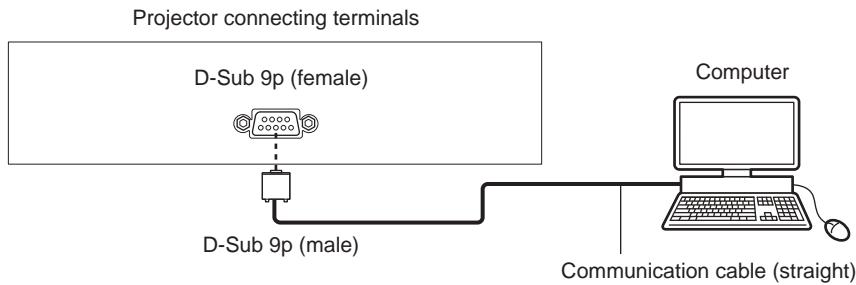 Projector connecting terminals
D-Sub 9p (female)
Computer
D-Sub 9p (male)
Communication cable (straight)